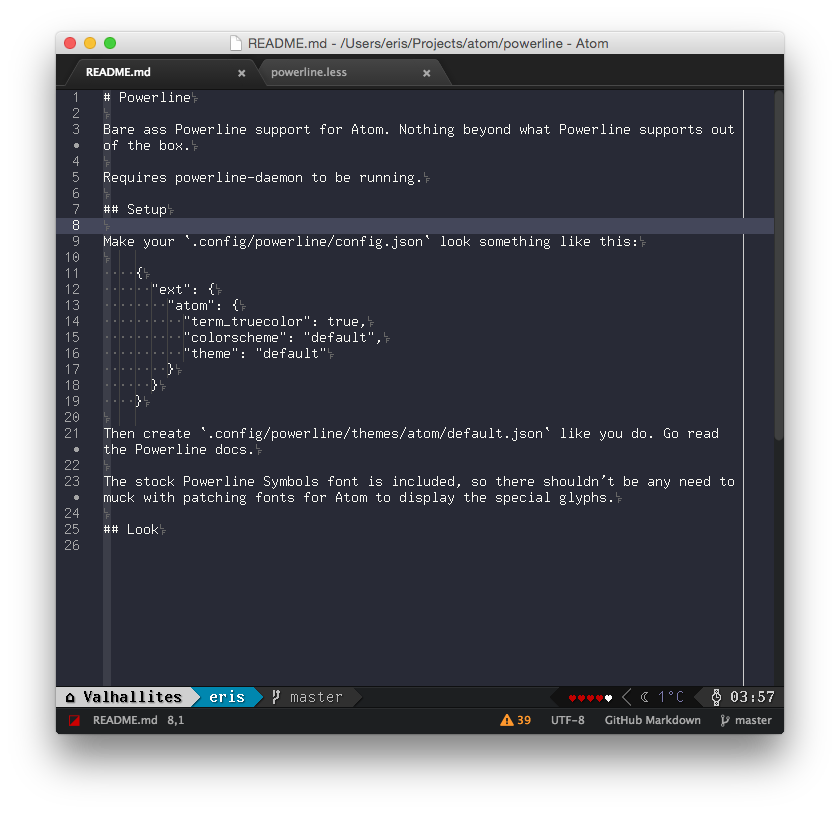 README.md - /Users/eris/Projects/atom/powerline - Atom
README.md
powerline.less
1 # Powerline
2
3 Bare ass Powerline support for Atom. Nothing beyond what Powerline supports out
of the box.
4
5 Requires powerline-daemon to be running.
6
7 ## Setup
8
9 Make your `.config/powerline/config.json` look something like this:
10
11 {
12 "ext": {
13 "atom": {
14 "term_truecolor": true,
15 "colorscheme": "default",
16 "theme": "default"
17 }
18 }
19 }
20
21 Then create `.config/powerline/themes/atom/default.json` like you do. Go read
the Powerline docs.
22
23 The stock Powerline Symbols font is included, so there shouldn't be any need to
muck with patching fonts for Atom to display the special glyphs.
24
25 ## Look
26
Valhallites eris master 1°C 03:57
README.md 8,1 39 UTF-8 GitHub Markdown master